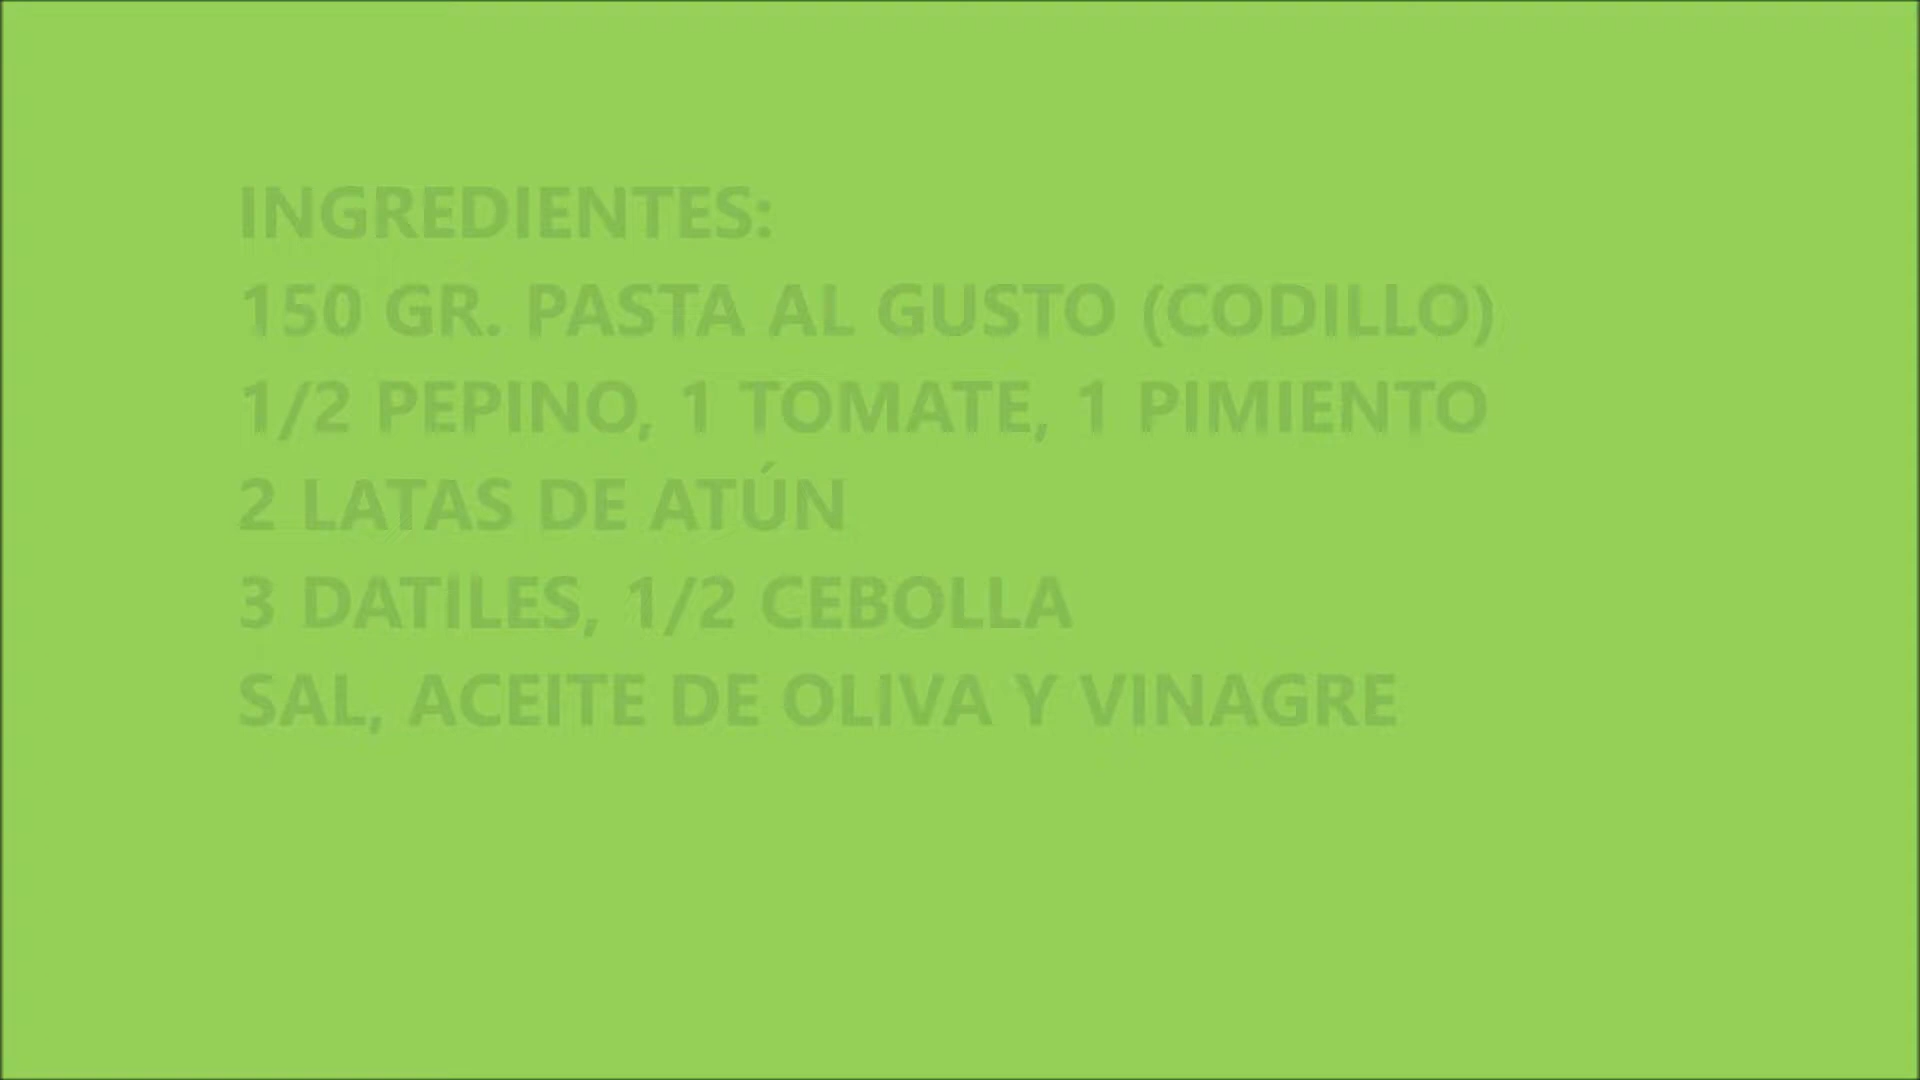 INGREDIENTES:
150 GR. PASTA AL GUSTO (CODILLO)
1/2 PEPINO, 1 TOMATE, 1 PIMIENTO
2 LATAS DE ATÚN
3 DATILES, 1/2 CEBOLLA
SAL, ACEITE DE OLIVA Y VINAGRE